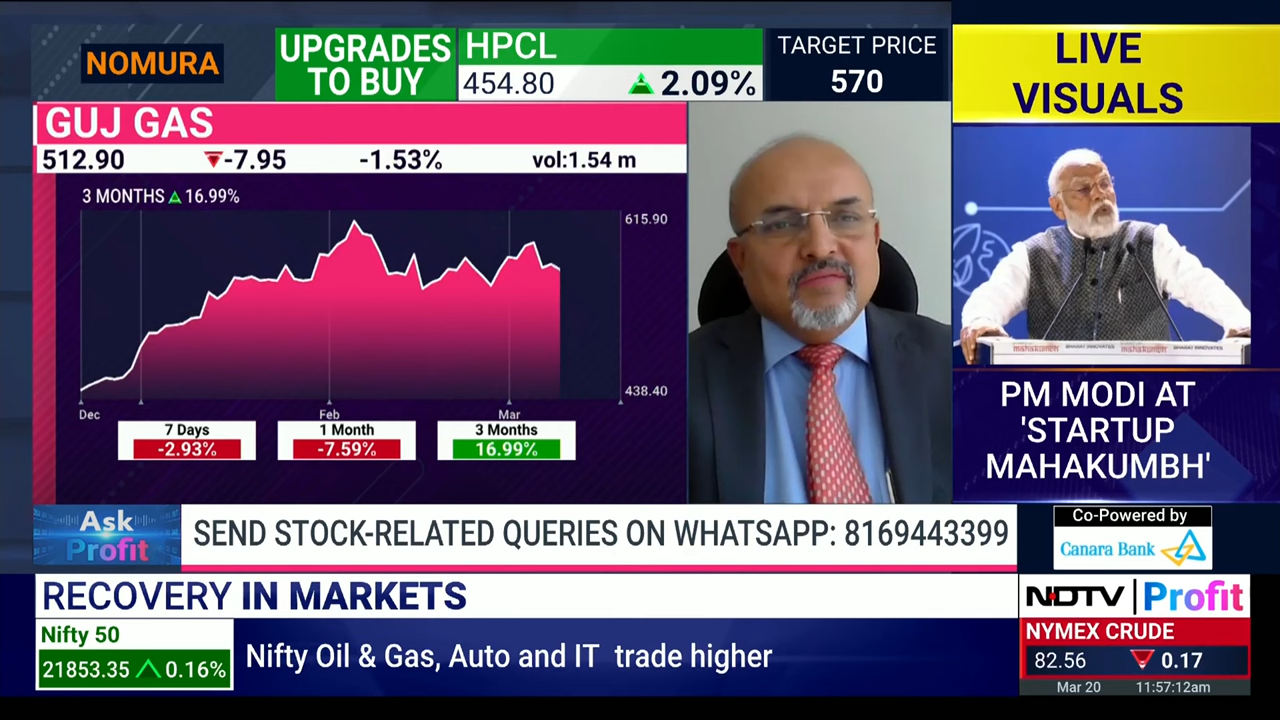 NOMURA
UPGRADES
TO BUY
HPCL
454.80 2.09%
TARGET PRICE
570
LIVE
VISUALS
GUJ GAS
512.90 -7.95 -1.53% vol:1.54 m
3 MONTHS 16.99%
615.90
438.40
Dec Feb Mar
7 Days 1 Month 3 Months
-2.93% -7.59% 16.99%
PM MODI AT
'STARTUP
MAHAKUMBH'
Ask
Profit
SEND STOCK-RELATED QUERIES ON WHATSAPP: 8169443399
Co-Powered by
Canara Bank
RECOVERY IN MARKETS
NDTV Profit
Nifty 50
21853.35 0.16%
Nifty Oil & Gas, Auto and IT trade higher
NYMEX CRUDE
82.56 0.17
Mar 20 11:57:12am